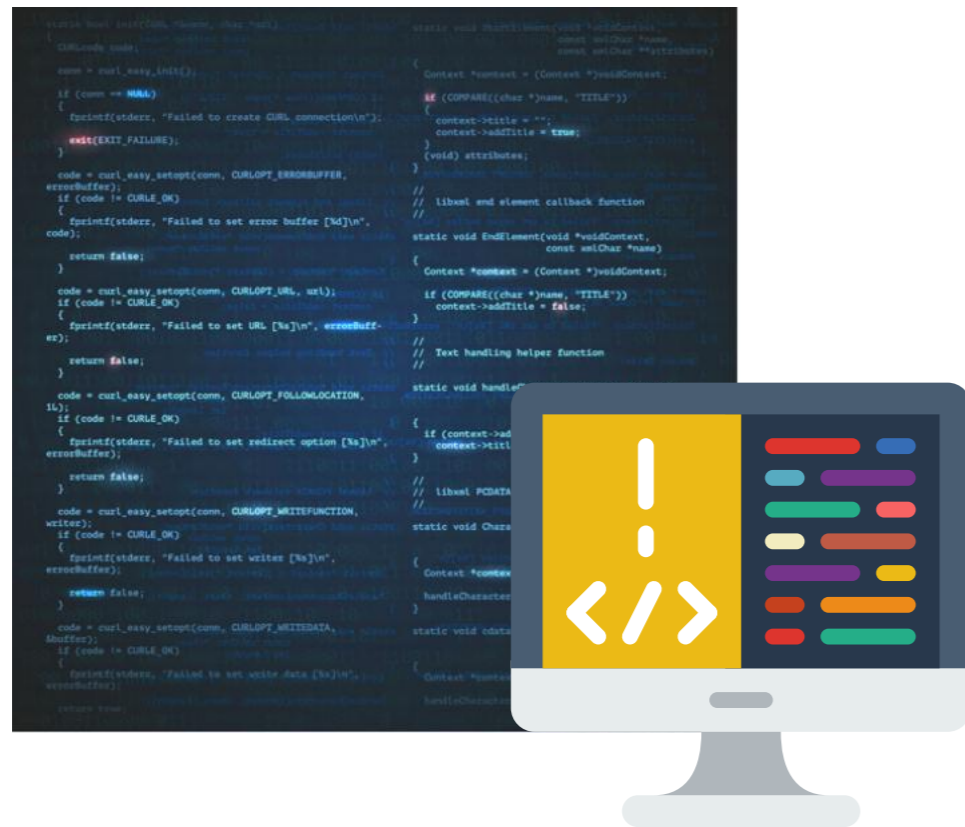 static bool init(CURL *&conn, char *url)
{
CURLcode code;
conn = curl_easy_init();
if (conn == NULL)
{
fprintf(stderr, "Failed to create CURL connection\n");
exit(EXIT_FAILURE);
}
code = curl_easy_setopt(conn, CURLOPT_ERRORBUFFER,
errorBuffer);
if (code != CURLE_OK)
{
fprintf(stderr, "Failed to set error buffer [%d]\n",
code);
return false;
}
code = curl_easy_setopt(conn, CURLOPT_URL, url);
if (code != CURLE_OK)
{
fprintf(stderr, "Failed to set URL [%s]\n", errorBuff-
er);
return false;
}
code = curl_easy_setopt(conn, CURLOPT_FOLLOWLOCATION,
1L);
if (code != CURLE_OK)
{
fprintf(stderr, "Failed to set redirect option [%s]\n",
errorBuffer);
return false;
}
code = curl_easy_setopt(conn, CURLOPT_WRITEFUNCTION,
writer);
if (code != CURLE_OK)
{
fprintf(stderr, "Failed to set writer [%s]\n",
errorBuffer);
return false;
}
code = curl_easy_setopt(conn, CURLOPT_WRITEDATA,
&buffer);
if (code != CURLE_OK)
{
fprintf(stderr, "Failed to set write data [%s]\n",
errorBuffer);
return true;
static void StartElement(void *voidContext,
const xmlChar *name,
const xmlChar **attributes)
{
Context *context = (Context *)voidContext;
if (COMPARE((char *)name, "TITLE"))
{
context->title = "";
context->addTitle = true;
}
(void) attributes;
}
//
// libxml end element callback function
//
static void EndElement(void *voidContext,
const xmlChar *name)
{
Context *context = (Context *)voidContext;
if (COMPARE((char *)name, "TITLE"))
context->addTitle = false;
}
//
// Text handling helper function
//
static void handleC
{
if (context->ad
context->titl
}
//
// libxml PCDATA
//
static void Chara
{
Context *contex
handleCharacter
}
static void cdata
{
Context *contex
handleCharacter